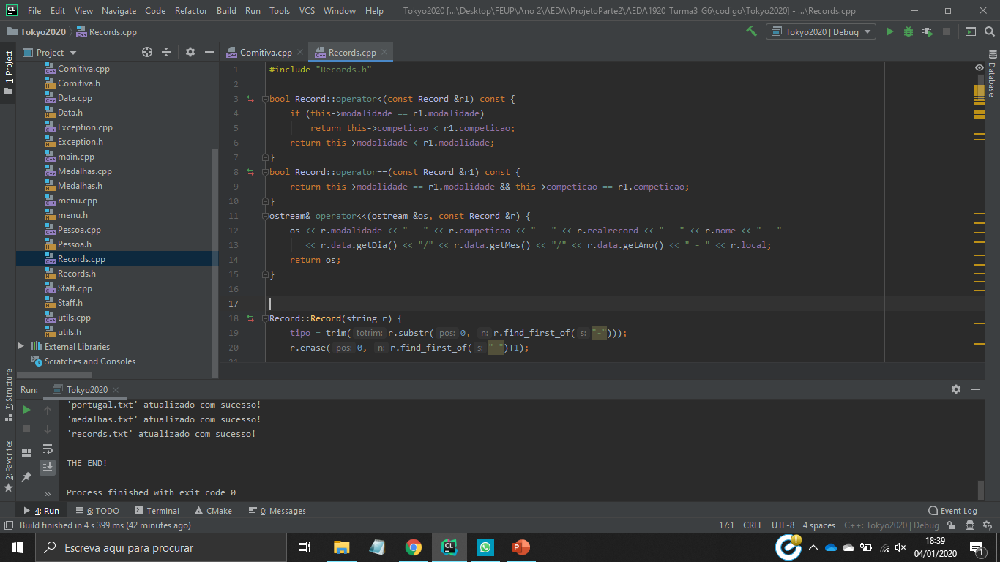 File Edit View Navigate Code Refactor Build Run Tools VCS Window Help Tokyo2020 [...\Desktop\FEUP\Ano 2\AEDA\ProjetoParte2\AEDA1920_Turma3_G6\codigo\Tokyo2020] - ...\Records.cpp
Tokyo2020 Records.cpp Tokyo2020 | Debug
1: Project
Project
Comitiva.cpp
Comitiva.h
Data.cpp
Data.h
Exception.cpp
Exception.h
main.cpp
Medalhas.cpp
Medalhas.h
menu.cpp
menu.h
Pessoa.cpp
Pessoa.h
Records.cpp
Records.h
Staff.cpp
Staff.h
utils.cpp
utils.h
External Libraries
Scratches and Consoles
Comitiva.cpp Records.cpp
1 #include "Records.h"
2
3 bool Record::operator<(const Record &r1) const {
4 if (this->modalidade == r1.modalidade)
5 return this->competicao < r1.competicao;
6 return this->modalidade < r1.modalidade;
7 }
8 bool Record::operator==(const Record &r1) const {
9 return this->modalidade == r1.modalidade && this->competicao == r1.competicao;
10 }
11 ostream& operator<<(ostream &os, const Record &r) {
12 os << r.modalidade << " - " << r.competicao << " - " << r.realrecord << " - " << r.nome << " - "
13 << r.data.getDia() << "/" << r.data.getMes() << "/" << r.data.getAno() << " - " << r.local;
14 return os;
15 }
16
17
18 Record::Record(string r) {
19 tipo = trim( totrim: r.substr( pos: 0, n: r.find_first_of( s: "-")));
20 r.erase( pos: 0, n: r.find_first_of( s: "-")+1);
21
Database
7: Structure
2: Favorites
Run: Tokyo2020
'portugal.txt' atualizado com sucesso!
'medalhas.txt' atualizado com sucesso!
'records.txt' atualizado com sucesso!
THE END!
Process finished with exit code 0
4: Run 6: TODO Terminal CMake 0: Messages Event Log
Build finished in 4 s 399 ms (42 minutes ago) 17:1 CRLF UTF-8 4 spaces C++: Tokyo2020 | Debug
Escreva aqui para procurar
18:39
04/01/2020
1